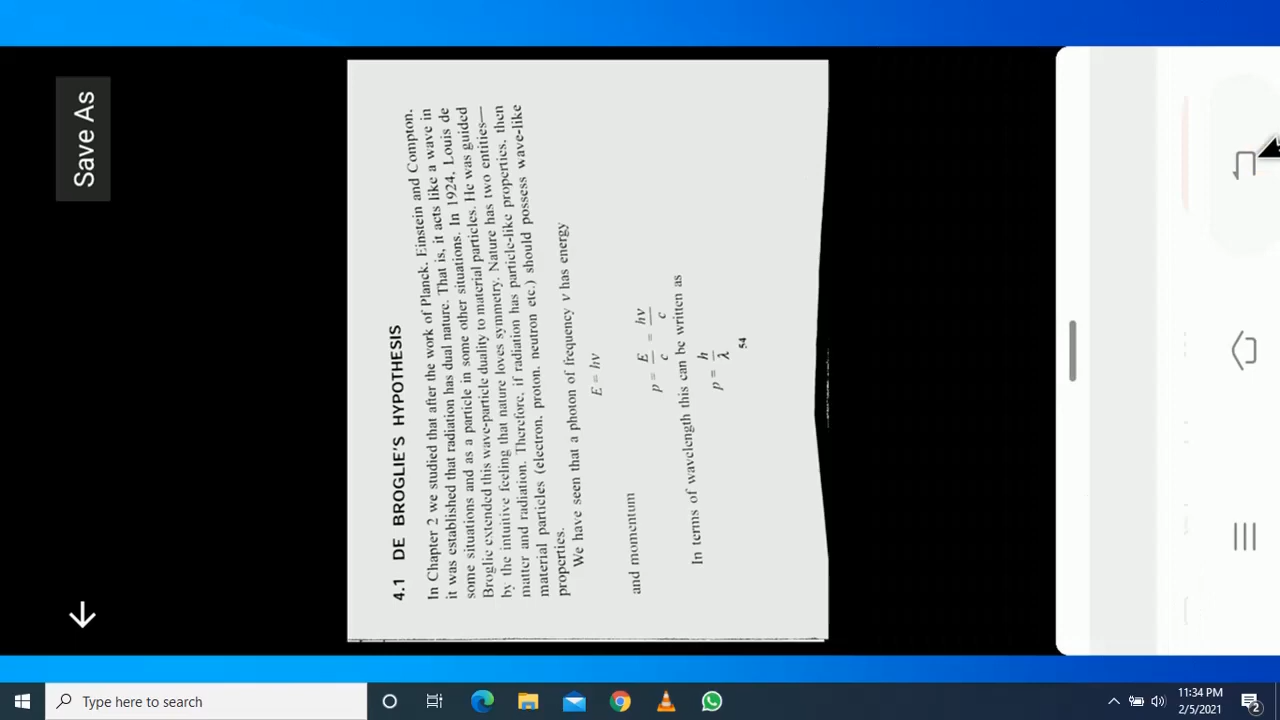 Save As
4.1 DE BROGLIE'S HYPOTHESIS
In Chapter 2 we studied that after the work of Planck, Einstein and Compton,
it was established that radiation has dual nature. That is, it acts like a wave in
some situations and as a particle in some other situations. In 1924, Louis de
Broglie extended this wave-particle duality to material particles. He was guided
by the intuitive feeling that nature loves symmetry. Nature has two entities—
matter and radiation. Therefore, if radiation has particle-like properties, then
material particles (electron, proton, neutron etc.) should possess wave-like
properties.
We have seen that a photon of frequency ν has energy
E = hν
and momentum
p = E/c = hν/c
In terms of wavelength this can be written as
p = h/λ
54
Type here to search
11:34 PM
2/5/2021
2